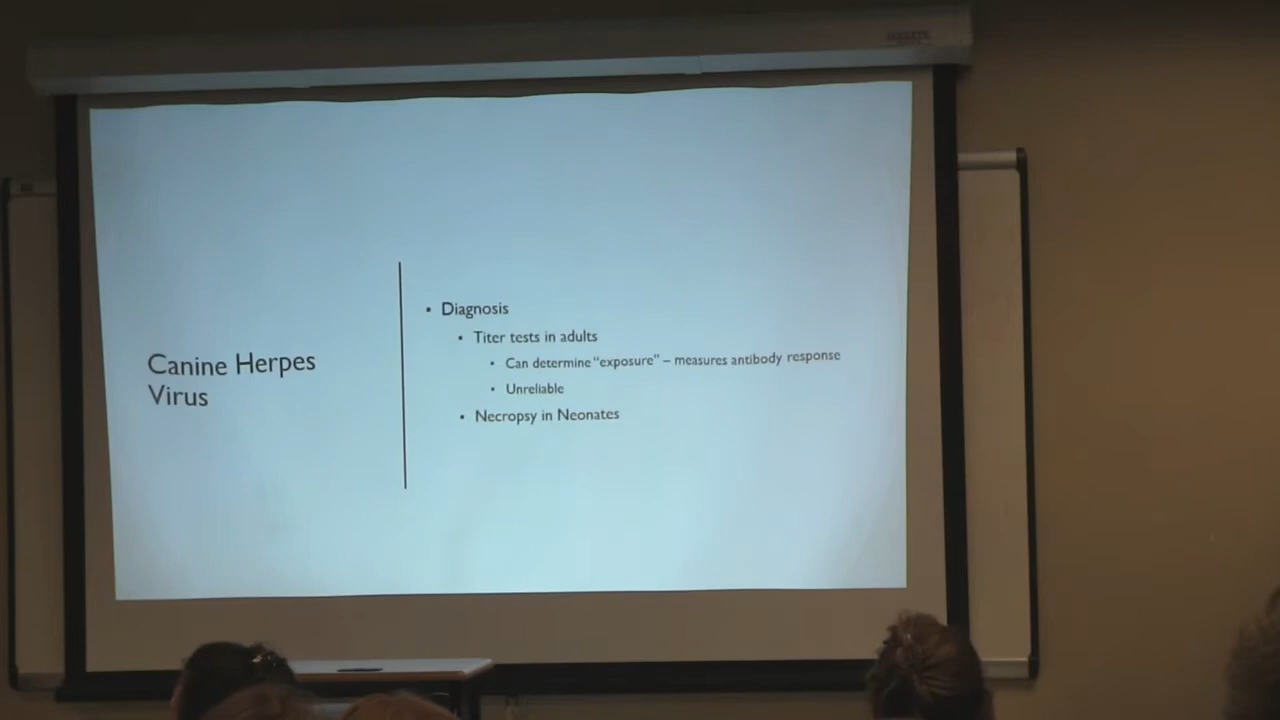 Canine Herpes
Virus
• Diagnosis
• Titer tests in adults
• Can determine "exposure" – measures antibody response
• Unreliable
• Necropsy in Neonates